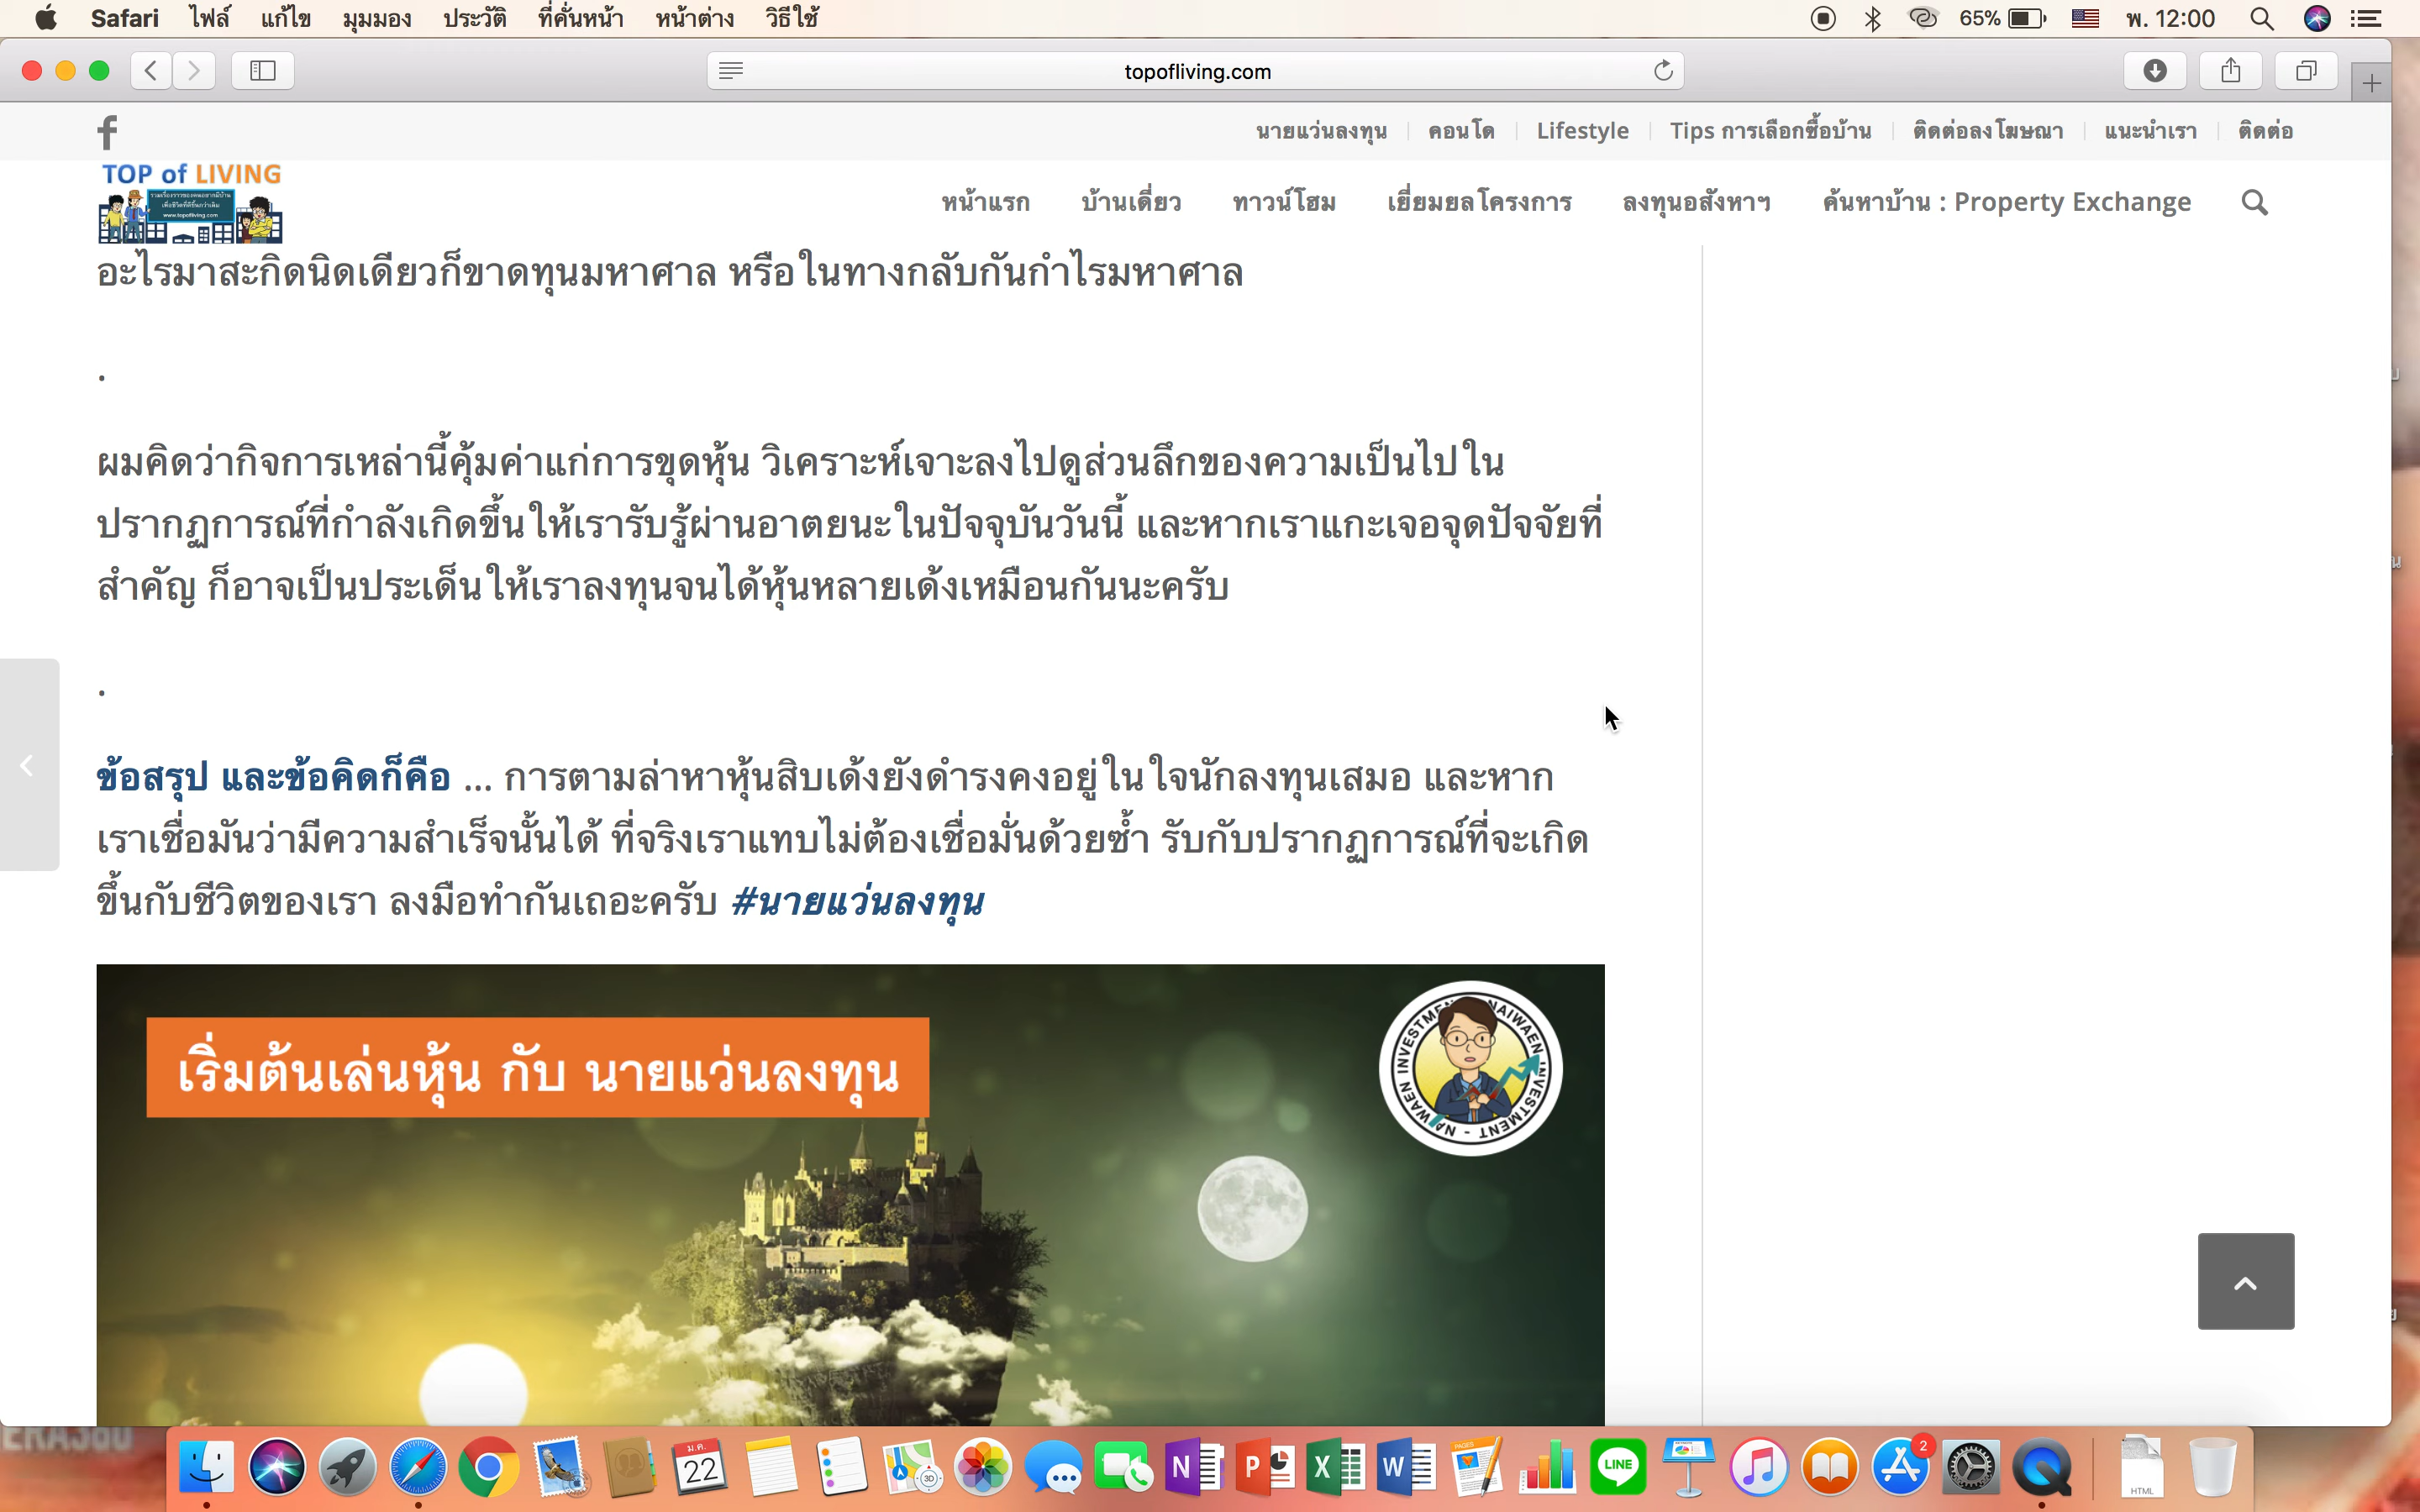 Safari ไฟล์ แก้ไข มุมมอง ประวัติ ที่คั่นหน้า หน้าต่าง วิธีใช้ 65% พ. 12:00
topofliving.com
นายแว่นลงทุน คอนโด Lifestyle Tips การเลือกซื้อบ้าน ติดต่อลงโฆษณา แนะนำเรา ติดต่อ
TOP of LIVING
www.topofliving.com
หน้าแรก บ้านเดี่ยว ทาวน์โฮม เยี่ยมยลโครงการ ลงทุนอสังหาฯ ค้นหาบ้าน : Property Exchange
อะไรมาสะกิดนิดเดียวก็ขาดทุนมหาศาล หรือในทางกลับกันกำไรมหาศาล
.
ผมคิดว่ากิจการเหล่านี้คุ้มค่าแก่การขุดหุ้น วิเคราะห์เจาะลงไปดูส่วนลึกของความเป็นไปใน
ปรากฏการณ์ที่กำลังเกิดขึ้นให้เรารับรู้ผ่านอาตยนะในปัจจุบันวันนี้ และหากเราแกะเจอจุดปัจจัยที่
สำคัญ ก็อาจเป็นประเด็นให้เราลงทุนจนได้หุ้นหลายเด้งเหมือนกันนะครับ
.
ข้อสรุป และข้อคิดก็คือ ... การตามล่าหาหุ้นสิบเด้งยังดำรงคงอยู่ในใจนักลงทุนเสมอ และหาก
เราเชื่อมันว่ามีความสำเร็จนั้นได้ ที่จริงเราแทบไม่ต้องเชื่อมั่นด้วยซ้ำ รับกับปรากฏการณ์ที่จะเกิด
ขึ้นกับชีวิตของเรา ลงมือทำกันเถอะครับ #นายแว่นลงทุน
เริ่มต้นเล่นหุ้น กับ นายแว่นลงทุน
NAIWAEN INVESTMENT - NAIWAEN INVESTMENT
ERA360
ม.ค.
22
3D
N
P
X
W
PAGES
LINE
2
HTML